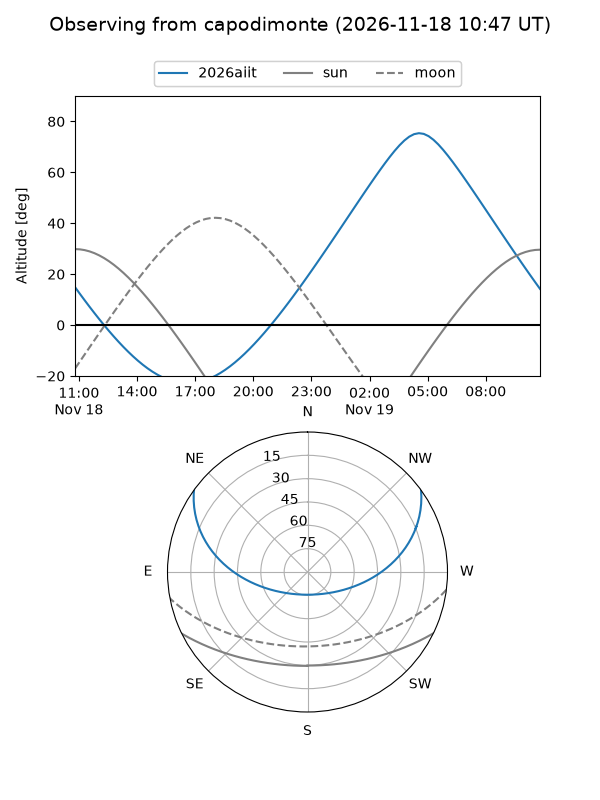 Observing from capodimonte (2026-11-18 10:47 UT)
2026aiit sun moon
Altitude [deg]
80
60
40
20
0
−20
11:00 14:00 17:00 20:00 23:00 02:00 05:00 08:00
Nov 18 Nov 19
N
NE NW
15
30
45
60
75
E W
SE SW
S